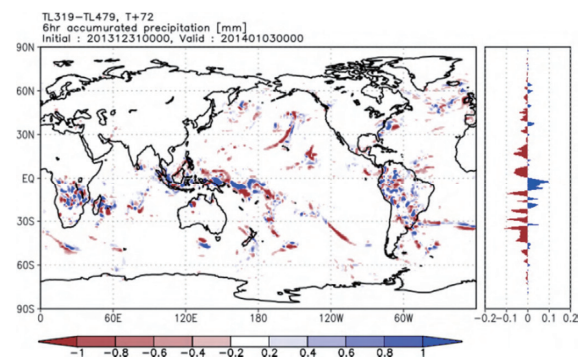 TL319-TL479, T+72
6hr accumurated precipitation [mm]
Initial : 201312310000, Valid : 201401030000
90N
60N
30N
EQ
30S
60S
90S
0 60E 120E 180 120W 60W
-0.2 -0.1 0 0.1 0.2
-1 -0.8 -0.6 -0.4 -0.2 0.2 0.4 0.6 0.8 1